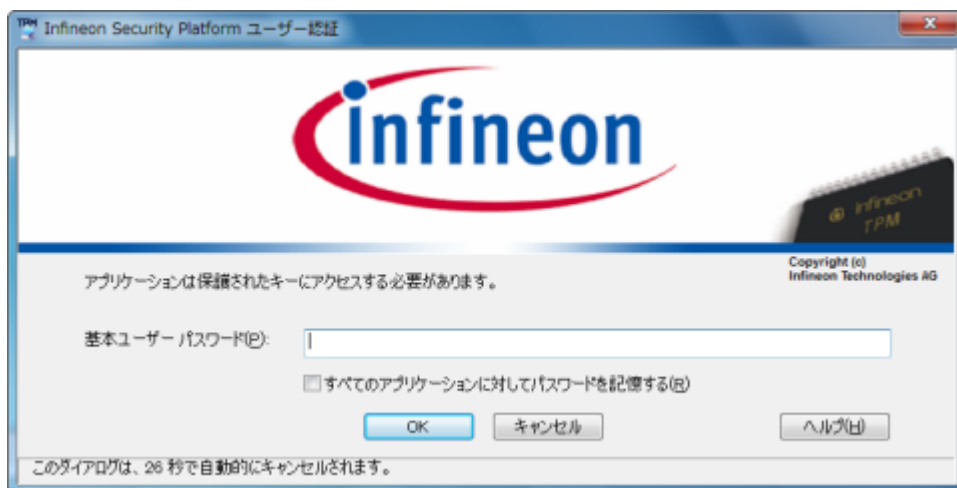 TPM Infineon Security Platform ユーザー認証
infineon
infineon
TPM
Copyright (c)
Infineon Technologies AG
アプリケーションは保護されたキーにアクセスする必要があります。
基本ユーザー パスワード(P):
すべてのアプリケーションに対してパスワードを記憶する(R)
OK キャンセル ヘルプ(H)
このダイアログは、26 秒で自動的にキャンセルされます。